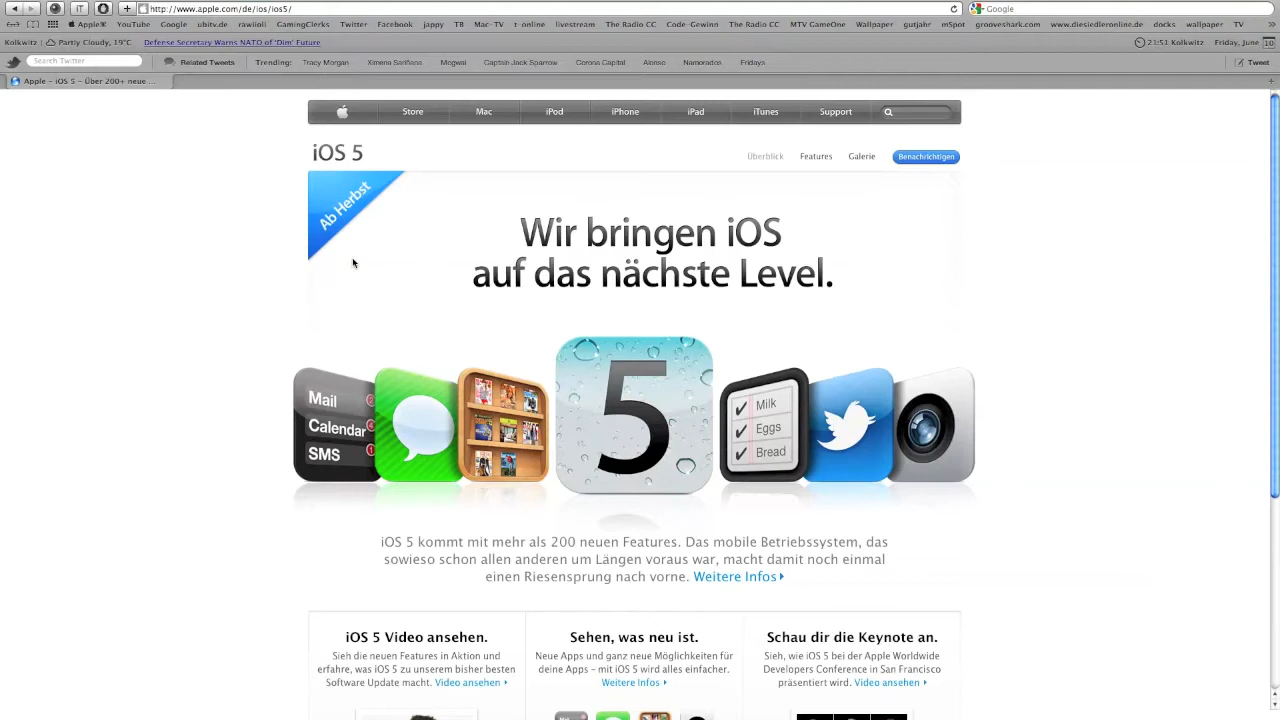 http://www.apple.com/de/ios/ios5/
Google
Apple⌘ YouTube Google ubitv.de rawiioli GamingClerks Twitter Facebook jappy TB Mac-TV t-online livestream The Radio CC Code-Gewinn The Radio CC MTV GameOne Wallpaper gutjahr mSpot grooveshark.com www.diesiedleronline.de docks wallpaper TV
Kolkwitz Partly Cloudy, 19°C Defense Secretary Warns NATO of 'Dim' Future 21:51 Kolkwitz Friday, June 10
Search Twitter Related Tweets Trending: Tracy Morgan Ximena Sariñana Mogwai Captain Jack Sparrow Corona Capital Alonso Namorados Fridays Tweet
Apple – iOS 5 – Über 200+ neue ...
Store Mac iPod iPhone iPad iTunes Support
iOS 5
Überblick Features Galerie Benachrichtigen
Ab Herbst
Wir bringen iOS
auf das nächste Level.
Mail
Calendar
SMS
5
Milk
Eggs
Bread
iOS 5 kommt mit mehr als 200 neuen Features. Das mobile Betriebssystem, das
sowieso schon allen anderen um Längen voraus war, macht damit noch einmal
einen Riesensprung nach vorne. Weitere Infos
iOS 5 Video ansehen.
Sieh die neuen Features in Aktion und
erfahre, was iOS 5 zu unserem bisher besten
Software Update macht. Video ansehen
Sehen, was neu ist.
Neue Apps und ganz neue Möglichkeiten für
deine Apps – mit iOS 5 wird alles einfacher.
Weitere Infos
Schau dir die Keynote an.
Sieh, wie iOS 5 bei der Apple Worldwide
Developers Conference in San Francisco
präsentiert wird. Video ansehen